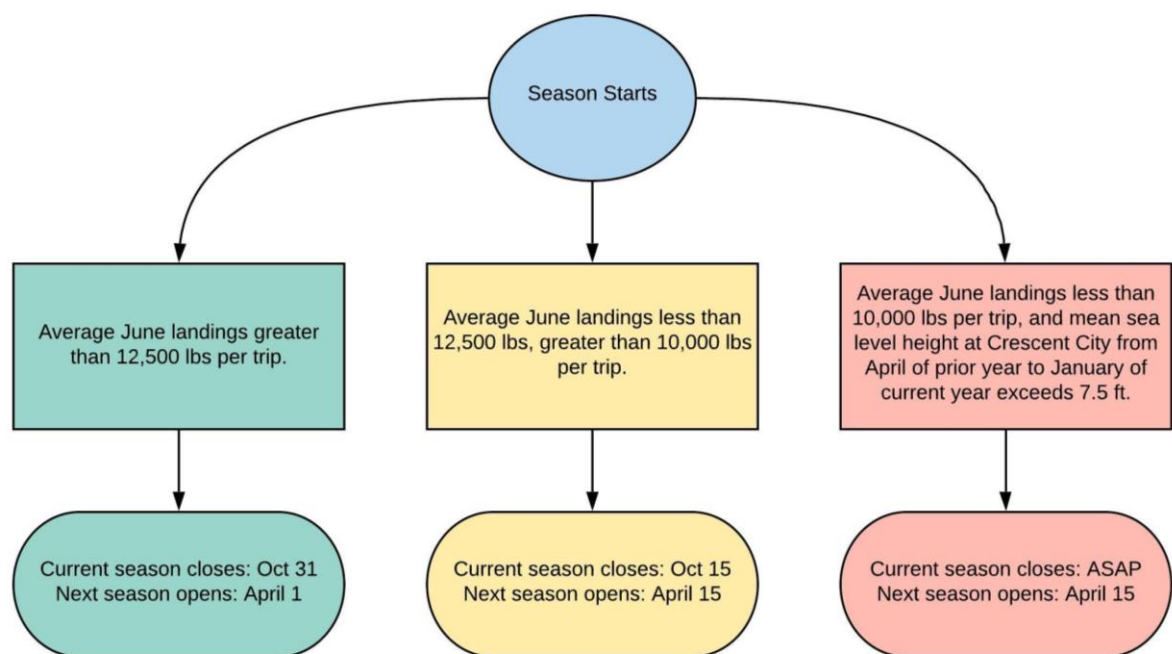 Season Starts
Average June landings greater
than 12,500 lbs per trip.
Average June landings less than
12,500 lbs, greater than 10,000 lbs
per trip.
Average June landings less than
10,000 lbs per trip, and mean sea
level height at Crescent City from
April of prior year to January of
current year exceeds 7.5 ft.
Current season closes: Oct 31
Next season opens: April 1
Current season closes: Oct 15
Next season opens: April 15
Current season closes: ASAP
Next season opens: April 15